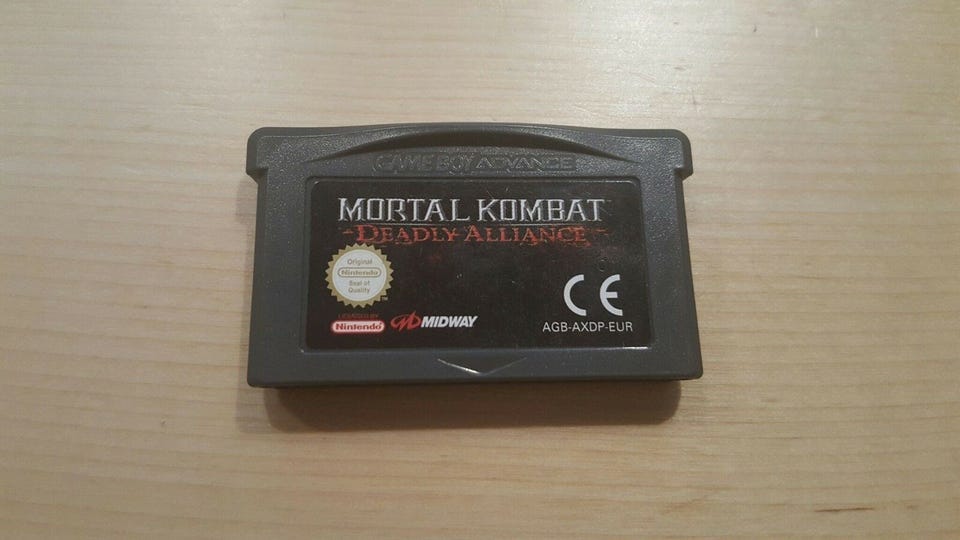 GAME BOY ADVANCE
MORTAL KOMBAT
DEADLY ALLIANCE
Original
Nintendo
Seal of
Quality
LICENSED BY
Nintendo
MIDWAY
CE
AGB-AXDP-EUR